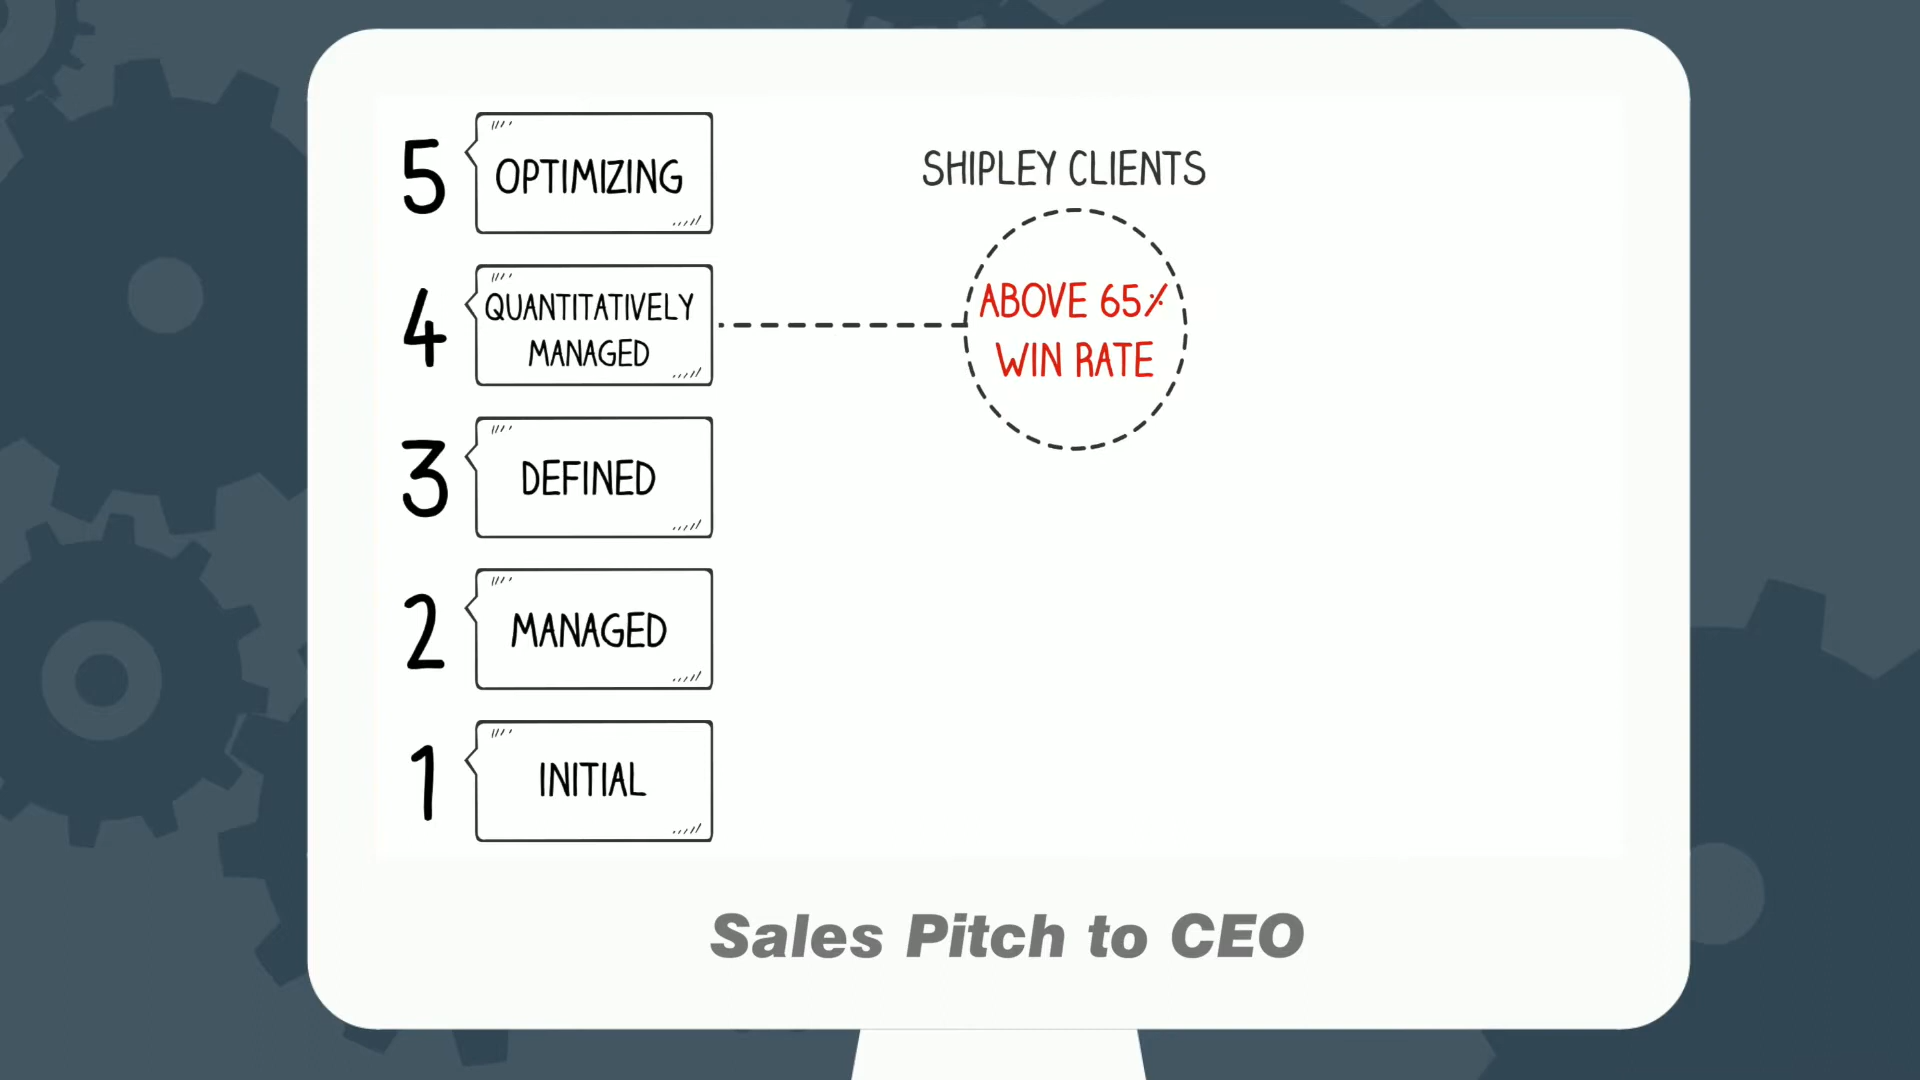 5 OPTIMIZING
SHIPLEY CLIENTS
4 QUANTITATIVELY
MANAGED
ABOVE 65%
WIN RATE
3 DEFINED
2 MANAGED
1 INITIAL
Sales Pitch to CEO